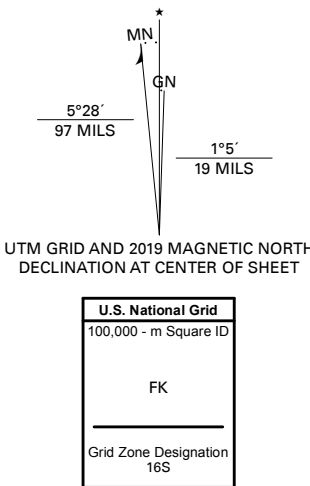 ★
MN
GN
5°28´
97 MILS
1°5´
19 MILS
UTM GRID AND 2019 MAGNETIC NORTH
DECLINATION AT CENTER OF SHEET
U.S. National Grid
100,000 - m Square ID
FK
Grid Zone Designation
16S